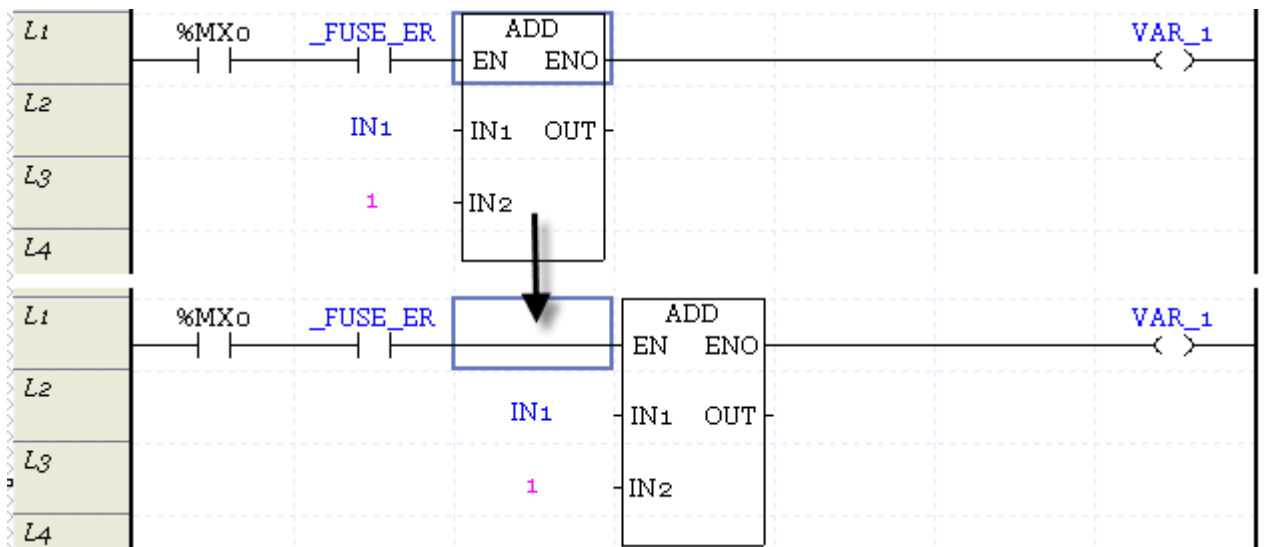 L1 %MX0 _FUSE_ER ADD VAR_1
EN ENO
L2
IN1 IN1 OUT
L3
1 IN2
L4
L1 %MX0 _FUSE_ER ADD VAR_1
EN ENO
L2
IN1 IN1 OUT
L3
1 IN2
L4